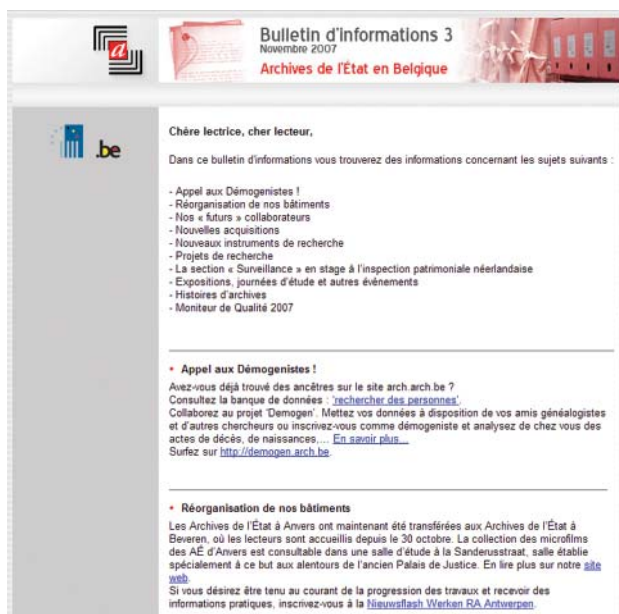 a
Bulletin d'informations 3
Novembre 2007
Archives de l'État en Belgique
.be
Chère lectrice, cher lecteur,
Dans ce bulletin d'informations vous trouverez des informations concernant les sujets suivants :
- Appel aux Démogenistes !
- Réorganisation de nos bâtiments
- Nos « futurs » collaborateurs
- Nouvelles acquisitions
- Nouveaux instruments de recherche
- Projets de recherche
- La section « Surveillance » en stage à l'inspection patrimoniale néerlandaise
- Expositions, journées d'étude et autres événements
- Histoires d'archives
- Moniteur de Qualité 2007
• Appel aux Démogenistes !
Avez-vous déjà trouvé des ancêtres sur le site arch.arch.be ?
Consultez la banque de données : 'rechercher des personnes'.
Collaborez au projet 'Demogen'. Mettez vos données à disposition de vos amis généalogistes
et d'autres chercheurs ou inscrivez-vous comme démogeniste et analysez de chez vous des
actes de décès, de naissances,... En savoir plus...
Surfez sur http://demogen.arch.be.
• Réorganisation de nos bâtiments
Les Archives de l'État à Anvers ont maintenant été transférées aux Archives de l'État à
Beveren, où les lecteurs sont accueillis depuis le 30 octobre. La collection des microfilms
des AÉ d'Anvers est consultable dans une salle d'étude à la Sanderusstraat, salle établie
spécialement à ce but aux alentours de l'ancien Palais de Justice. En lire plus sur notre site
web.
Si vous désirez être tenu au courant de la progression des travaux et recevoir des
informations pratiques, inscrivez-vous à la Nieuwsflash Werken RA Antwerpen.